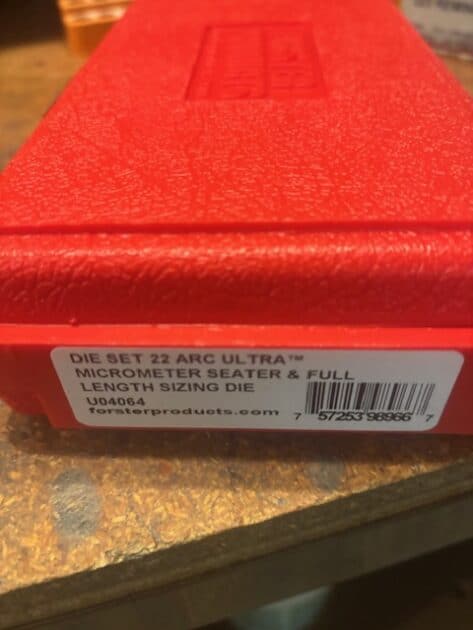 DIE SET 22 ARC ULTRA™
MICROMETER SEATER & FULL
LENGTH SIZING DIE
U04064
forsterproducts.com
7 57253 98966 7